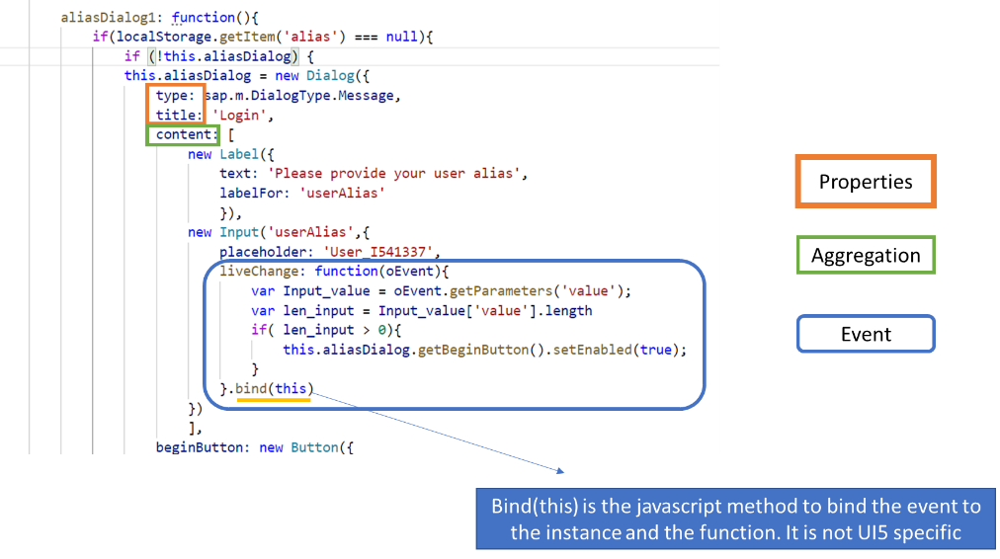 aliasDialog1: function(){
if(localStorage.getItem('alias') === null){
if (!this.aliasDialog) {
this.aliasDialog = new Dialog({
type: sap.m.DialogType.Message,
title: 'Login',
content: [
new Label({
text: 'Please provide your user alias',
labelFor: 'userAlias'
}),
new Input('userAlias',{
placeholder: 'User_I541337',
liveChange: function(oEvent){
var Input_value = oEvent.getParameters('value');
var len_input = Input_value['value'].length
if( len_input > 0){
this.aliasDialog.getBeginButton().setEnabled(true);
}
}.bind(this)
})
],
beginButton: new Button({
Properties
Aggregation
Event
Bind(this) is the javascript method to bind the event to
the instance and the function. It is not UI5 specific